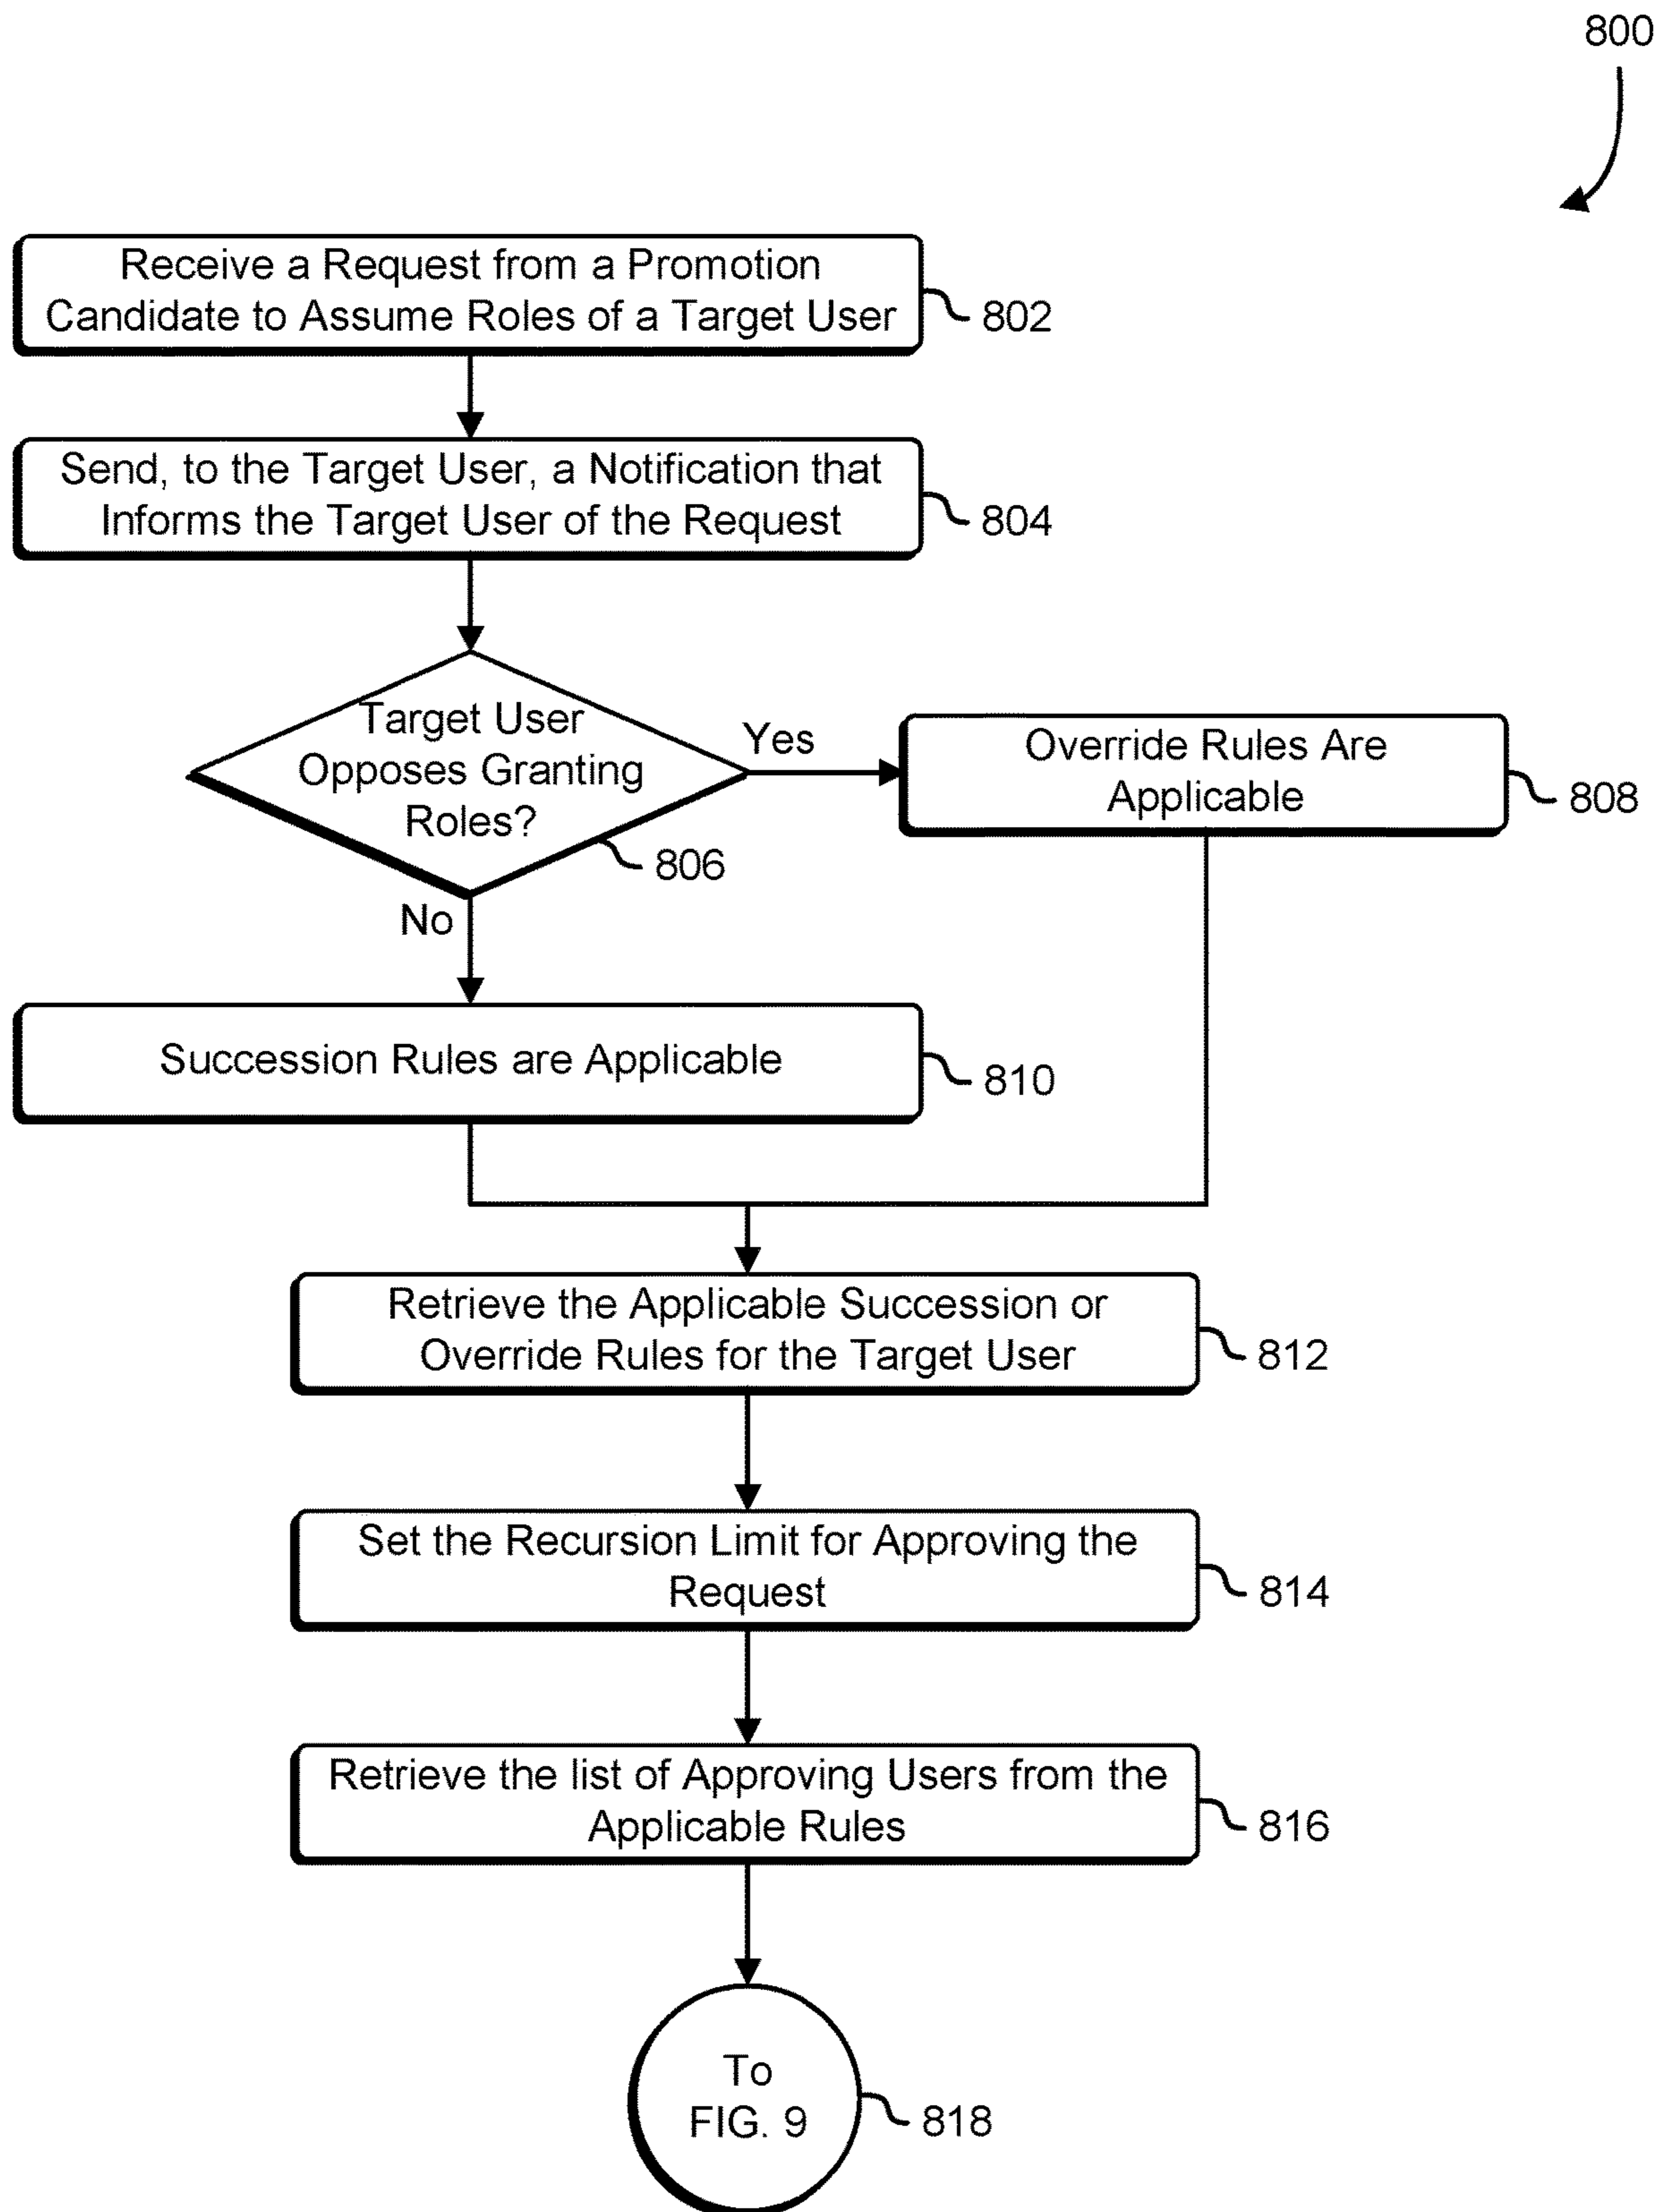 800
Receive a Request from a Promotion
Candidate to Assume Roles of a Target User
802
Send, to the Target User, a Notification that
Informs the Target User of the Request
804
Target User
Opposes Granting
Roles?
806
Yes
Override Rules Are
Applicable
808
No
Succession Rules are Applicable
810
Retrieve the Applicable Succession or
Override Rules for the Target User
812
Set the Recursion Limit for Approving the
Request
814
Retrieve the list of Approving Users from the
Applicable Rules
816
To
FIG. 9
818